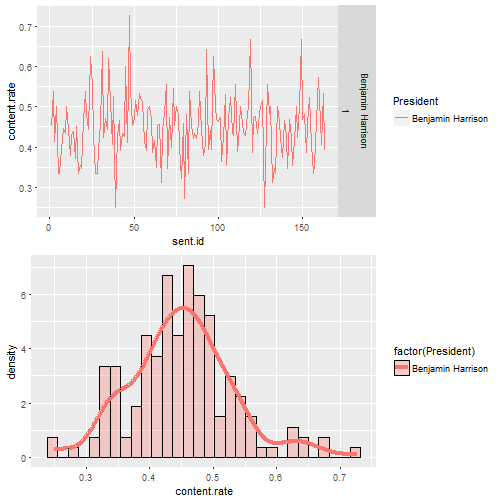 0.7
0.6
0.5
0.4
0.3
content.rate
0
50
100
150
sent.id
Benjamin Harrison
1
President
Benjamin Harrison
6
4
2
0
density
0.3
0.4
0.5
0.6
0.7
content.rate
factor(President)
Benjamin Harrison